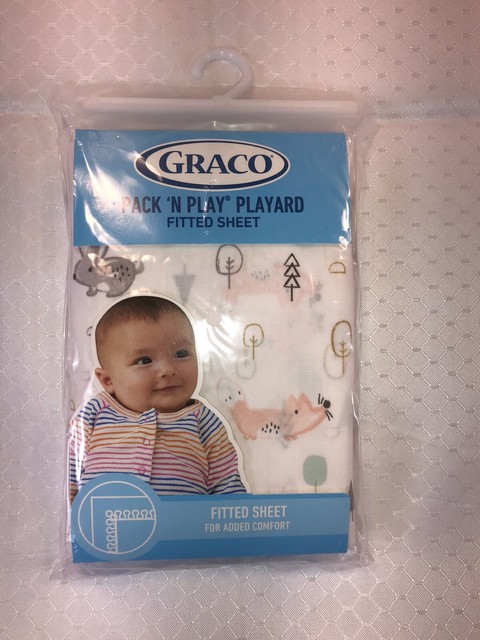 GRACO®
PACK 'N PLAY® PLAYARD
FITTED SHEET
FITTED SHEET
FOR ADDED COMFORT